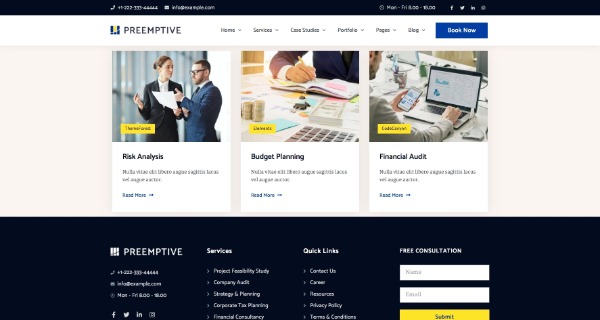 +1-222-333-44444 info@example.com Mon - Fri 8.00 - 18.00
PREEMPTIVE Home Services Case Studies Portfolio Pages Blog Book Now
ThemeForest Elements CodeCanyon
Risk Analysis Budget Planning Financial Audit
Nulla vitae elit libero augue sagittis lacus Nulla vitae elit libero augue sagittis lacus Nulla vitae elit libero augue sagittis lacus
vel augue auctor. vel augue auctor. vel augue auctor.
Read More Read More Read More
PREEMPTIVE Services Quick Links FREE CONSULTATION
+1-222-333-44444 Project Feasibility Study Contact Us Name
info@example.com Company Audit Career
Mon - Fri 8.00 - 18.00 Strategy & Planning Resources Email
Corporate Tax Planning Privacy Policy
Financial Consultancy Terms & Conditions Submit